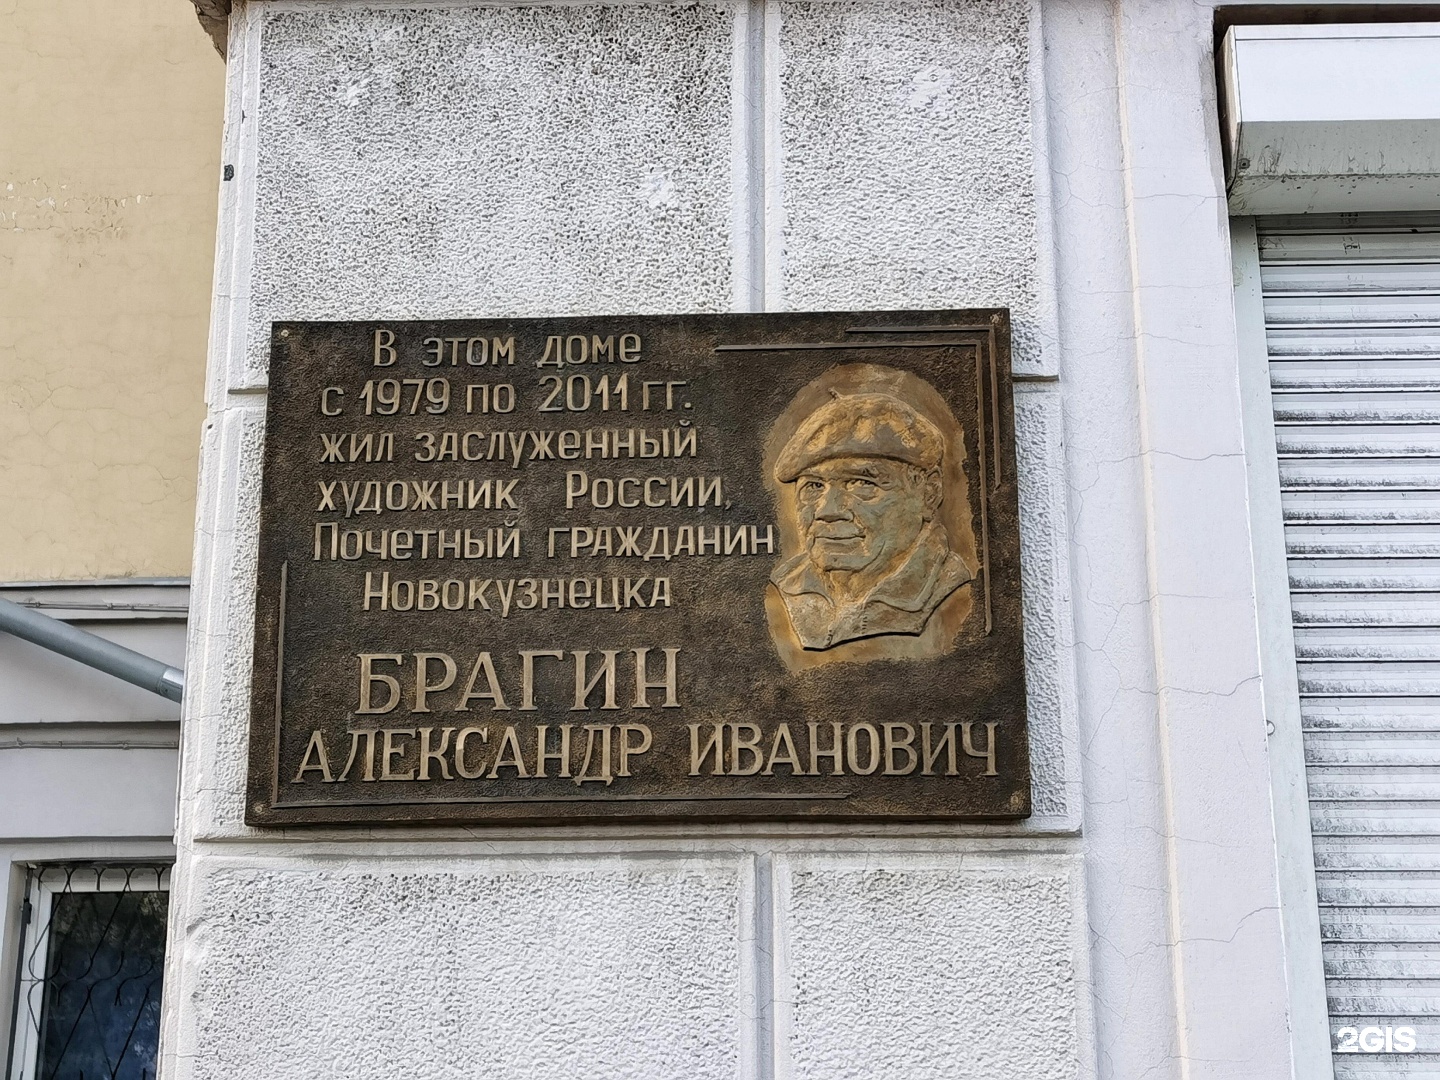 В этом доме
с 1979 по 2011 гг.
жил заслуженный
художник России,
Почетный гражданин
Новокузнецка
БРАГИН
АЛЕКСАНДР ИВАНОВИЧ
2GIS